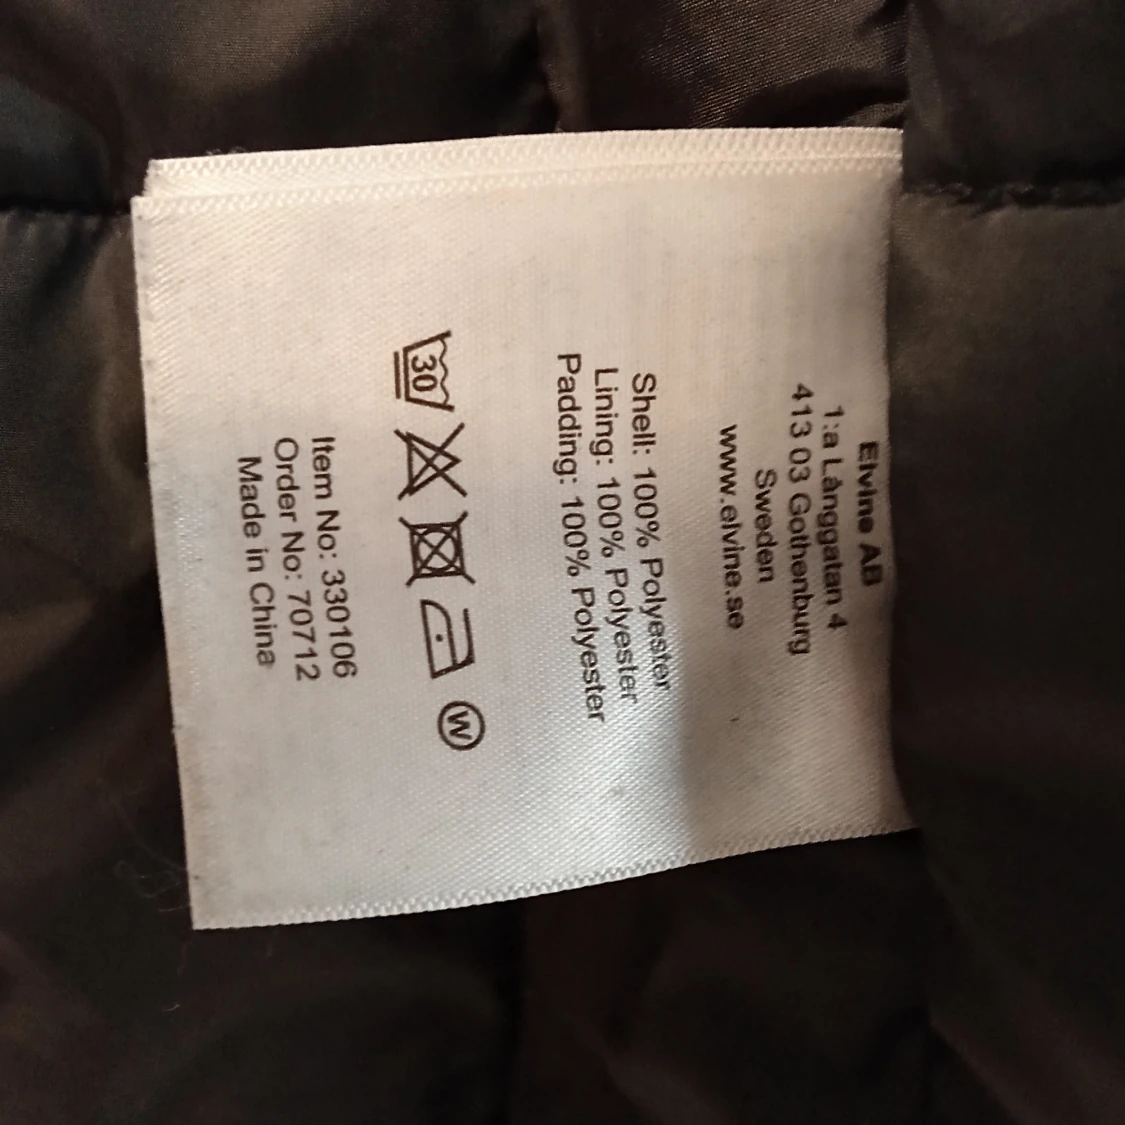 Elvine AB
1:a Långgatan 4
413 03 Gothenburg
Sweden
www.elvine.se
Shell: 100% Polyester
Lining: 100% Polyester
Padding: 100% Polyester
30 W
Item No: 330106
Order No: 70712
Made in China